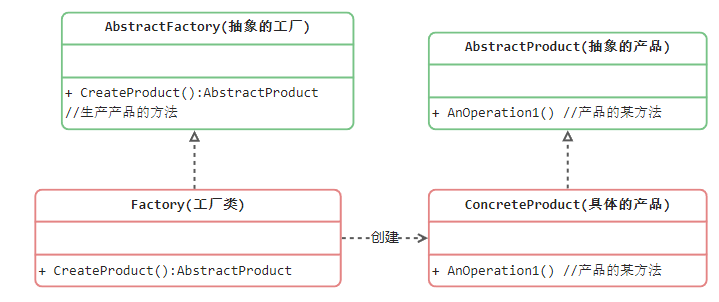 AbstractFactory(抽象的工厂)
+ CreateProduct():AbstractProduct
//生产产品的方法
AbstractProduct(抽象的产品)
+ AnOperation1() //产品的某方法
Factory(工厂类)
+ CreateProduct():AbstractProduct
创建
ConcreteProduct(具体的产品)
+ AnOperation1() //产品的某方法